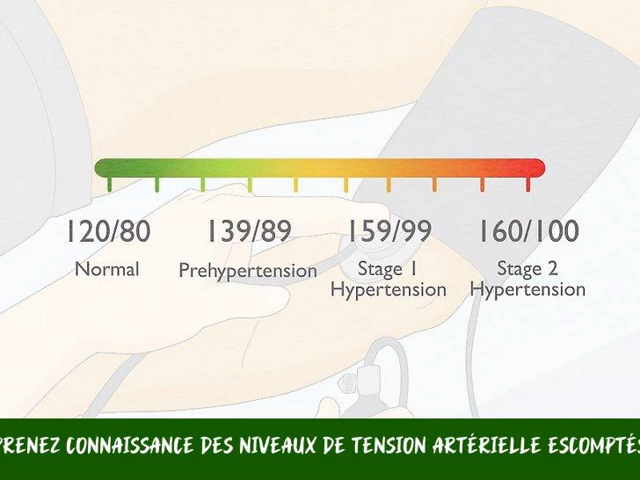 120/80 139/89 159/99 160/100
Normal Prehypertension Stage 1 Hypertension Stage 2 Hypertension
PRENEZ CONNAISSANCE DES NIVEAUX DE TENSION ARTÉRIELLE ESCOMPTÉS